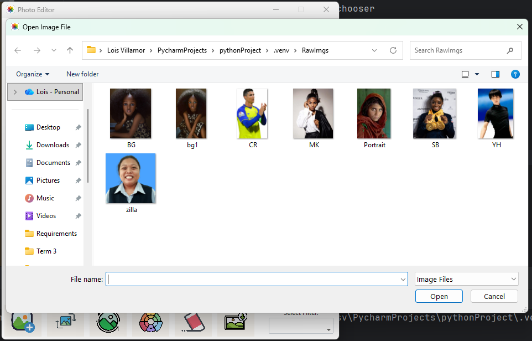 Photo Editor
chooser
Open Image File
Lois Villamor > PycharmProjects > pythonProject > .venv > RawImgs
Search RawImgs
Organize
New folder
Lois - Personal
Desktop
Downloads
Documents
Pictures
Music
Videos
Requirements
Term 3
BG
bg1
CR
MK
Portrait
SB
YH
zilla
File name:
Image Files
Open
Cancel
sv\PycharmProjects\pythonProject\.ve